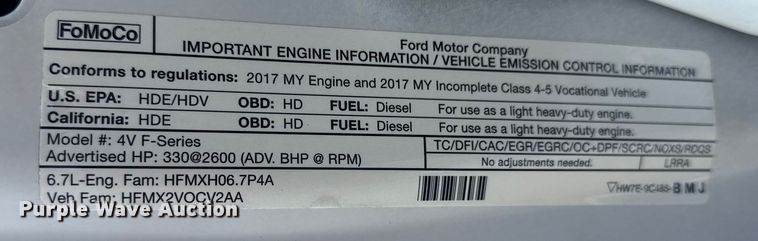 FoMoCo
Ford Motor Company
IMPORTANT ENGINE INFORMATION / VEHICLE EMISSION CONTROL INFORMATION
Conforms to regulations: 2017 MY Engine and 2017 MY Incomplete Class 4-5 Vocational Vehicle
U.S. EPA: HDE/HDV OBD: HD FUEL: Diesel For use as a light heavy-duty engine.
California: HDE OBD: HD FUEL: Diesel For use as a light heavy-duty engine.
Model #: 4V F-Series TC/DFI/CAC/EGR/EGRC/OC+DPF/SCRC/NOXS/RDQS
Advertised HP: 330@2600 (ADV. BHP @ RPM) No adjustments needed. LRRA
6.7L-Eng. Fam: HFMXH06.7P4A
Veh Fam: HFMX2VOCV2AA HW7E-9C485-BMJ
Purple Wave Auction